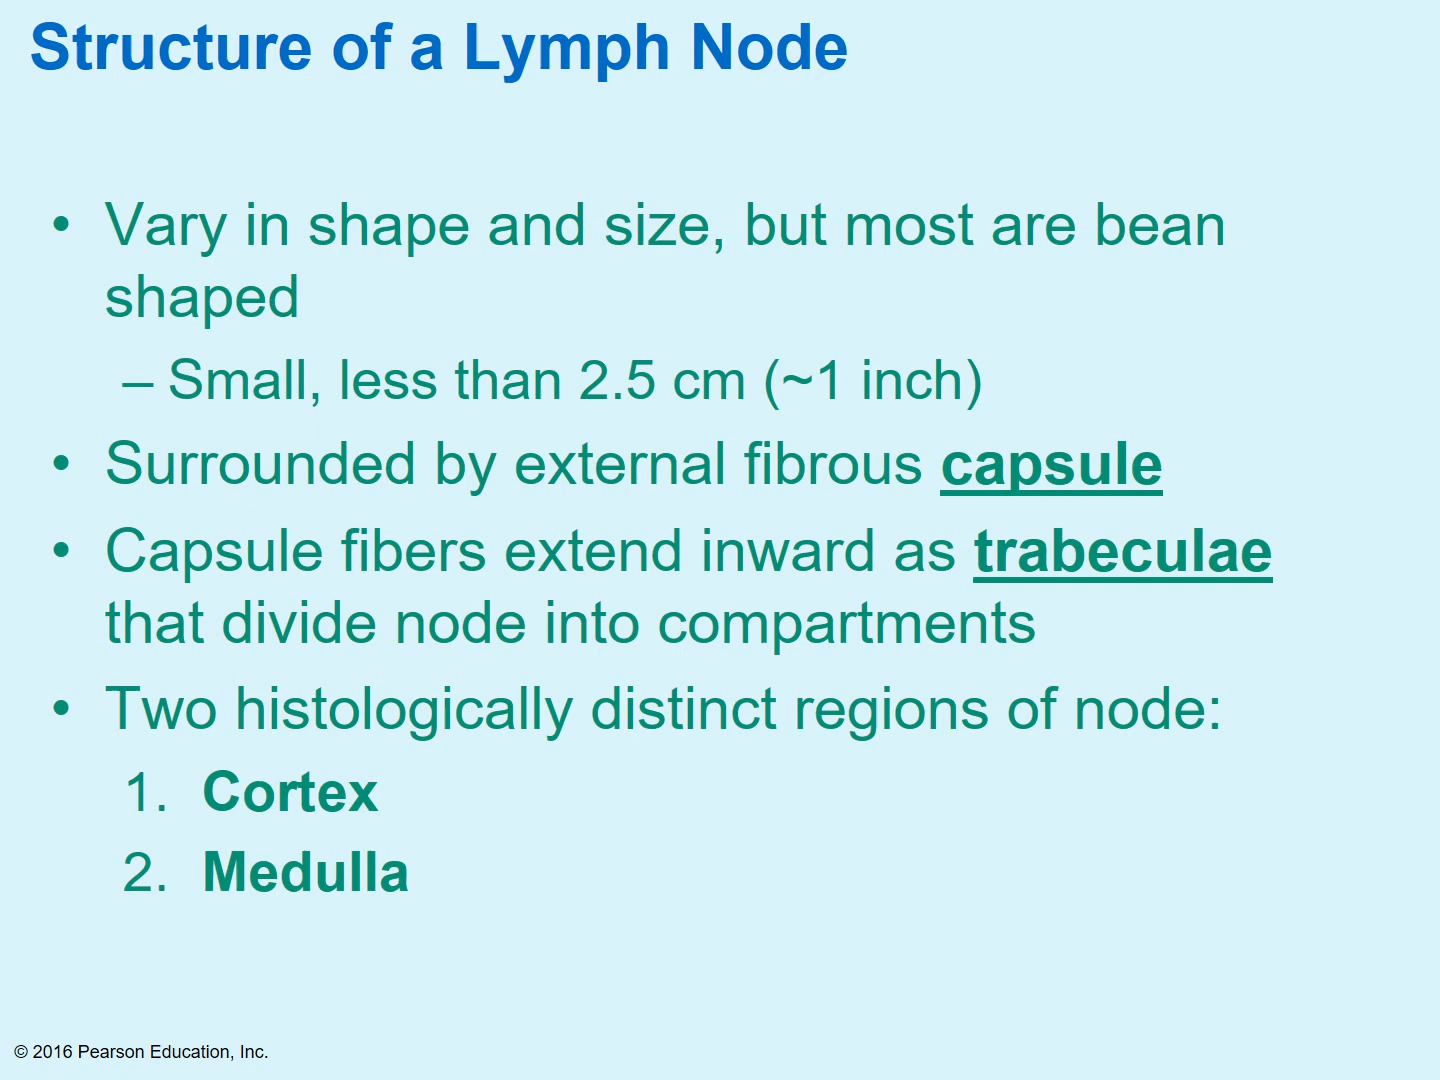 Structure of a Lymph Node
• Vary in shape and size, but most are bean
shaped
– Small, less than 2.5 cm (~1 inch)
• Surrounded by external fibrous capsule
• Capsule fibers extend inward as trabeculae
that divide node into compartments
• Two histologically distinct regions of node:
1. Cortex
2. Medulla
© 2016 Pearson Education, Inc.